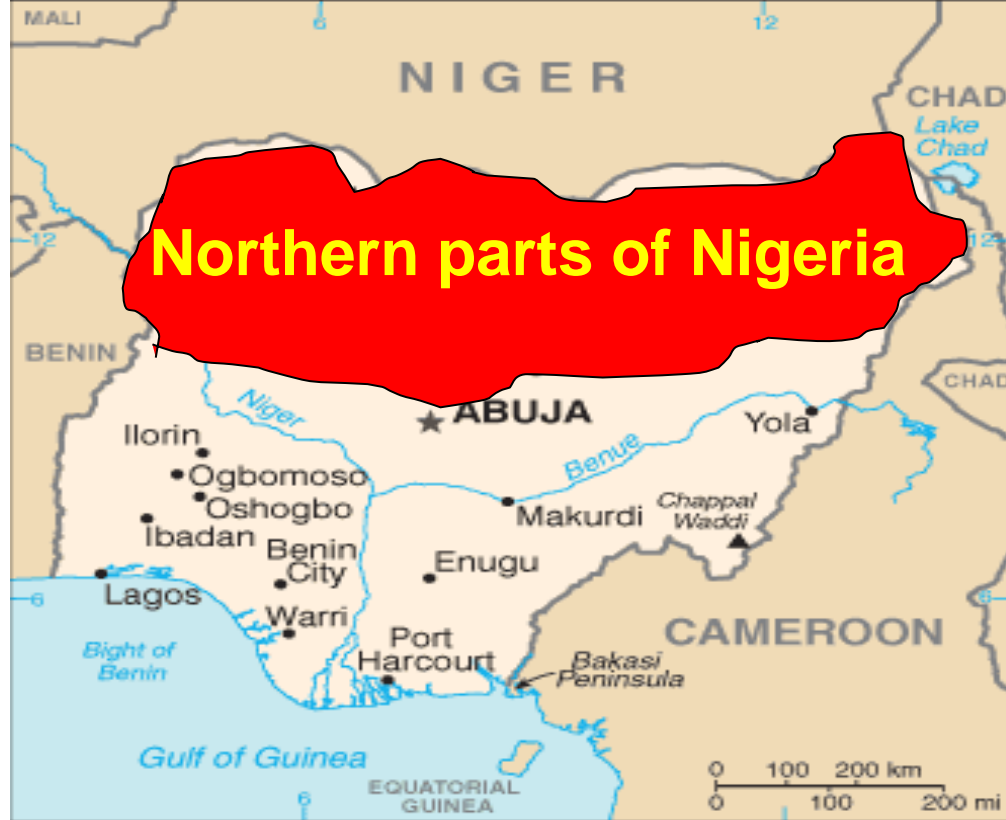 MALI
6
12
NIGER
CHAD
Lake
Chad
12
12
Northern parts of Nigeria
BENIN
CHAD
Niger
ABUJA
Yola
Ilorin
Benue
Ogbomoso
Oshogbo
Chappal
Waddi
Makurdi
Ibadan
Benin
City
Enugu
Lagos
6
6
Warri
CAMEROON
Port
Harcourt
Bight of
Benin
Bakasi
Peninsula
Gulf of Guinea
EQUATORIAL
GUINEA
6
0 100 200 km
0 100 200 mi